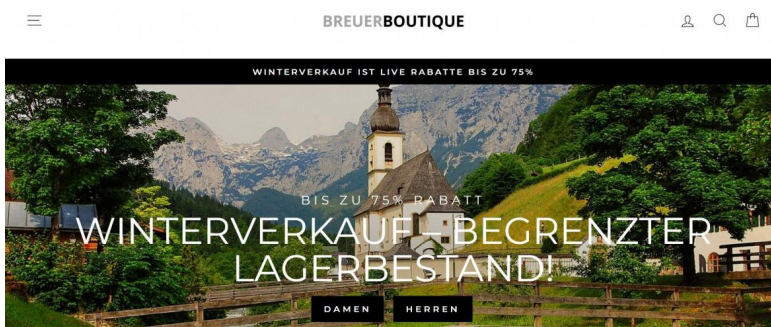 BREUERBOUTIQUE
WINTERVERKAUF IST LIVE RABATTE BIS ZU 75%
BIS ZU 75% RABATT
WINTERVERKAUF – BEGRENZTER
LAGERBESTAND!
DAMEN HERREN